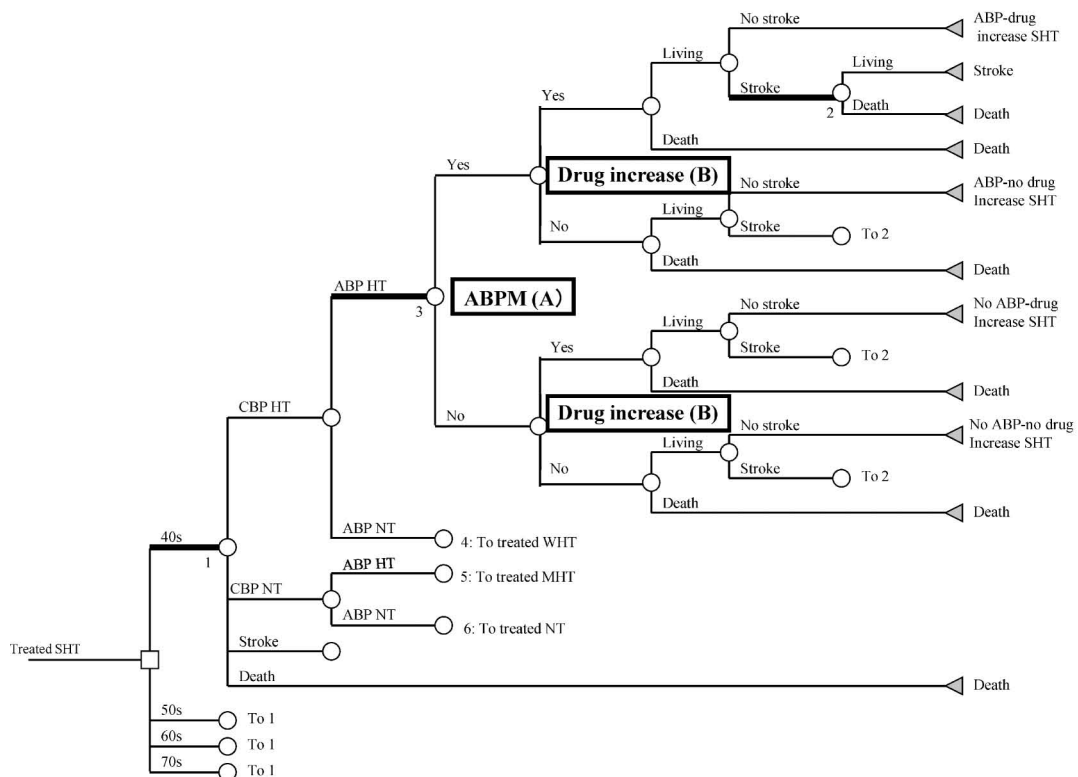 No stroke
ABP-drug
increase SHT
Living
Living
Stroke
Stroke
2
Death
Death
Yes
Death
Death
Yes
Drug increase (B)
No stroke
ABP-no drug
Increase SHT
Living
No
Stroke
To 2
Death
Death
ABP HT
3
ABPM (A)
No stroke
No ABP-drug
Increase SHT
Living
Yes
Stroke
To 2
Death
Death
CBP HT
No
Drug increase (B)
No stroke
No ABP-no drug
Increase SHT
Living
No
Stroke
To 2
Death
Death
ABP NT
4: To treated WHT
40s
1
ABP HT
5: To treated MHT
CBP NT
ABP NT
6: To treated NT
Stroke
Treated SHT
Death
Death
50s
To 1
60s
To 1
70s
To 1